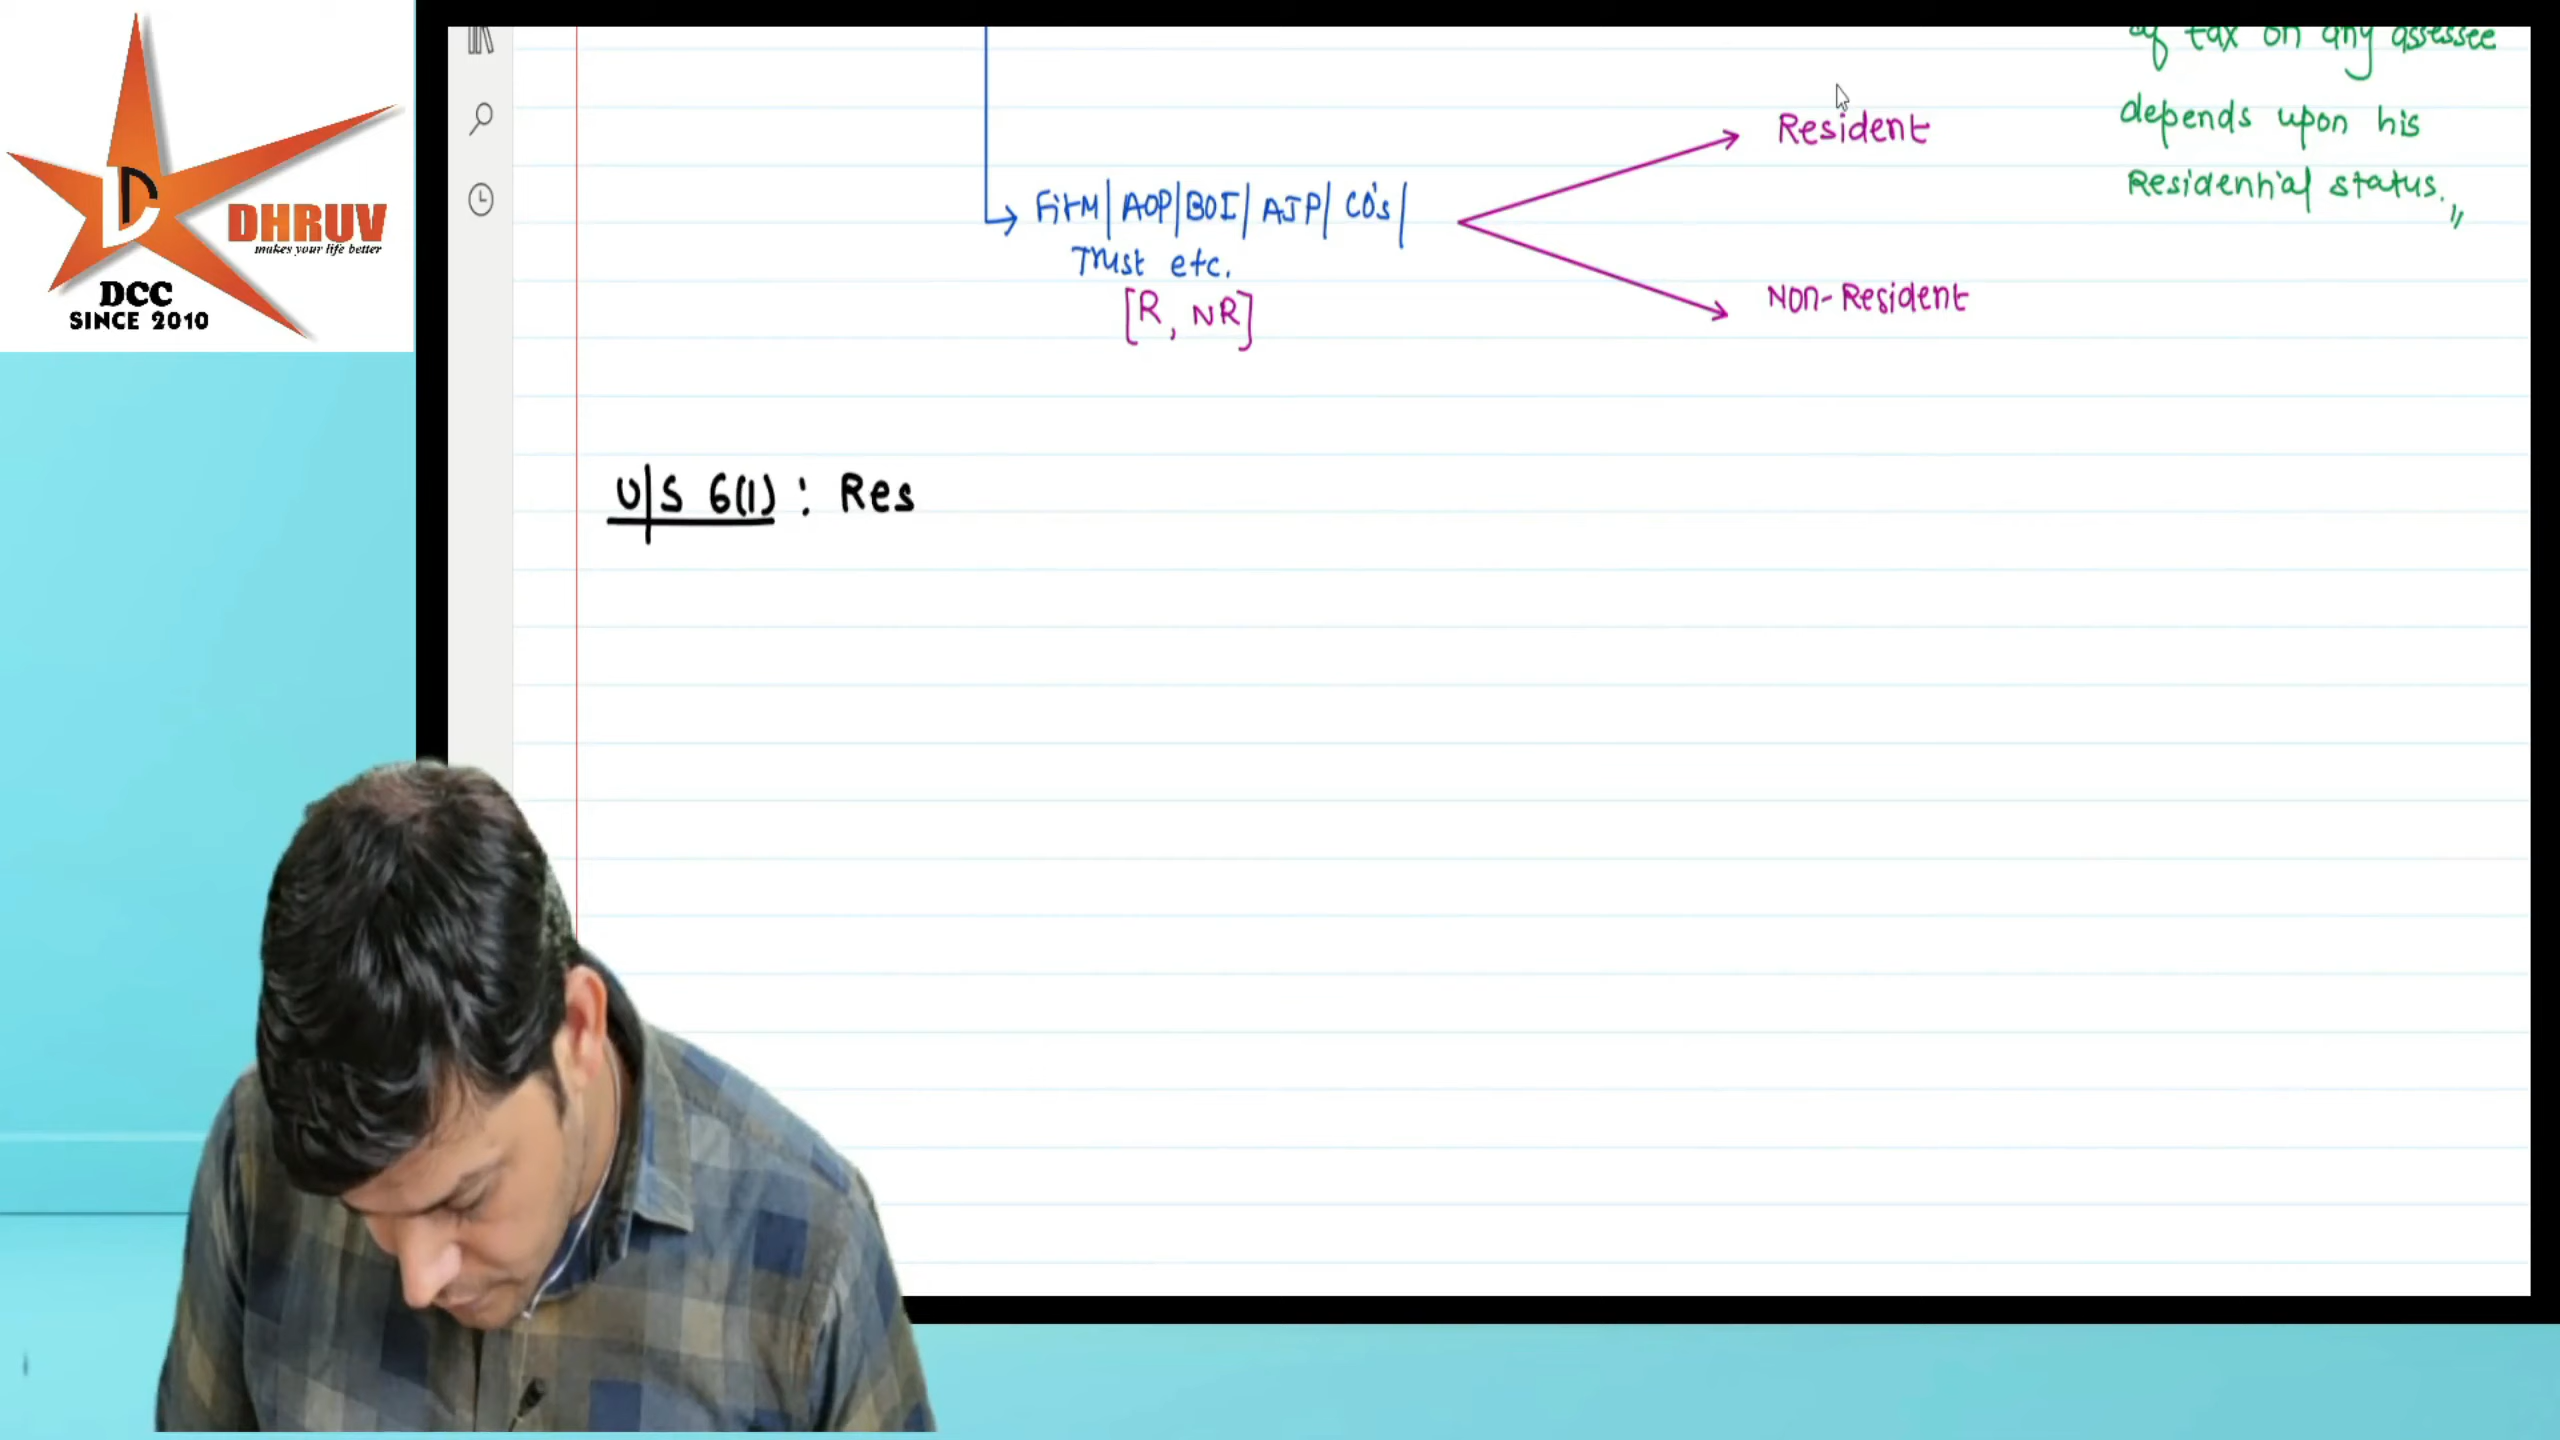 DHRUV
makes your life better
DCC
SINCE 2010
of tax on any assessee
depends upon his
Residential status.
Resident
Firm| AOP|BOI| AJP| CO's|
Trust etc.
[R, NR]
Non-Resident
U/S 6(1) : Res